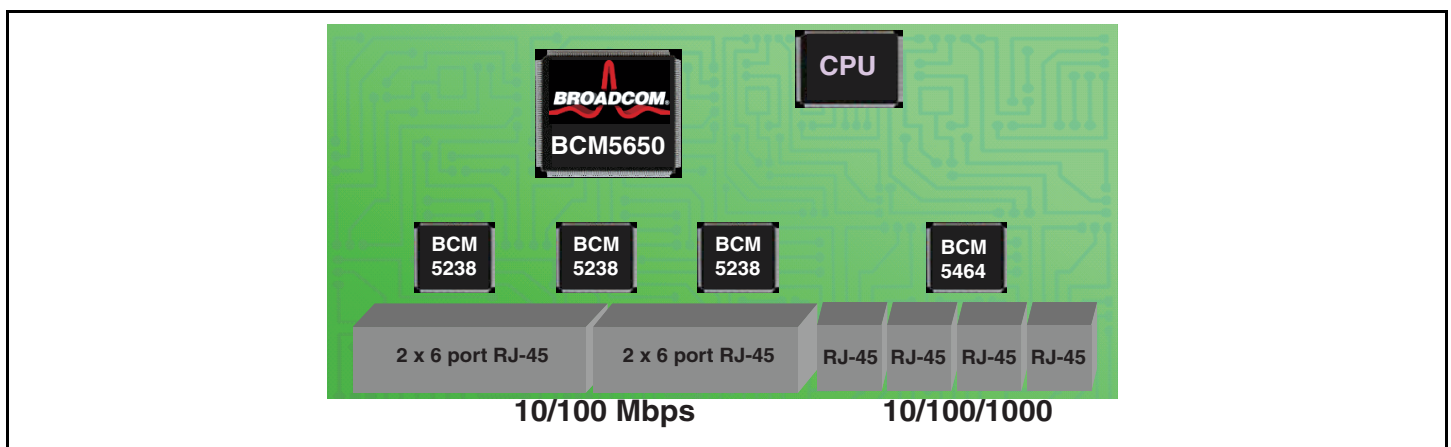 CPU
BROADCOM.
BCM5650
BCM
5238
BCM
5238
BCM
5238
BCM
5464
2 x 6 port RJ-45
2 x 6 port RJ-45
RJ-45
RJ-45
RJ-45
RJ-45
10/100 Mbps
10/100/1000